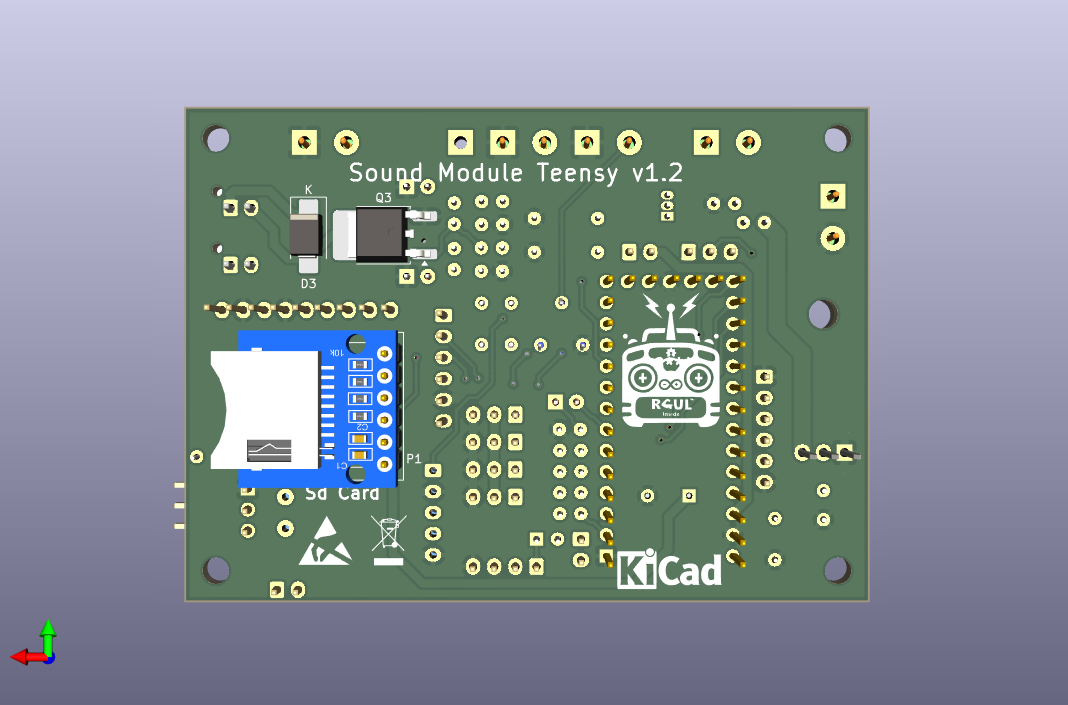 Sound Module Teensy v1.2
K
Q3
D3
10K
C2
C1
P1
Sd Card
RCUL
inside
KiCad